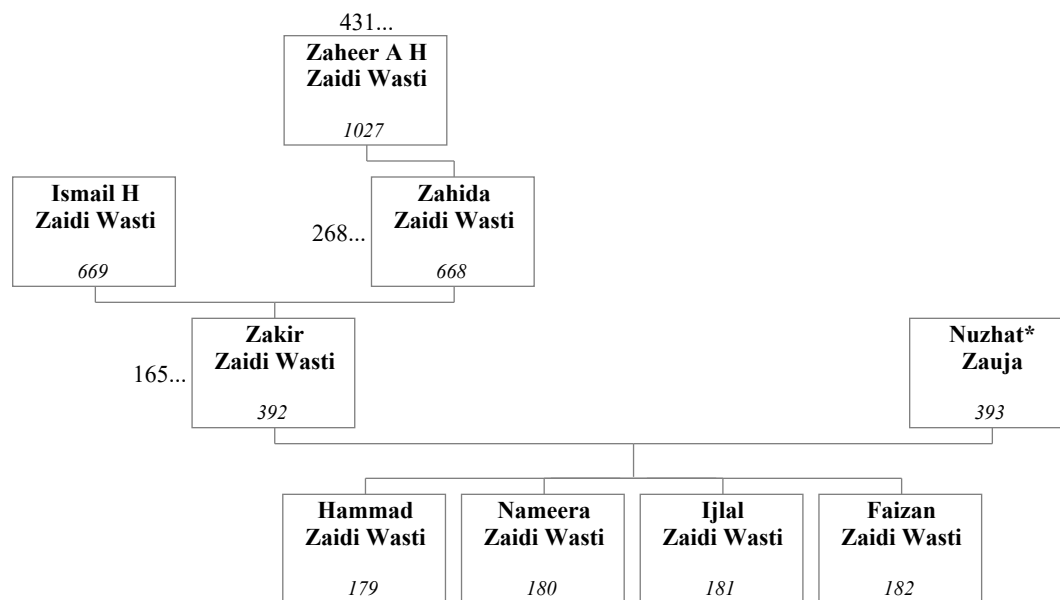 431...
Zaheer A H
Zaidi Wasti
1027
Ismail H
Zaidi Wasti
669
268...
Zahida
Zaidi Wasti
668
165...
Zakir
Zaidi Wasti
392
Nuzhat*
Zauja
393
Hammad
Zaidi Wasti
179
Nameera
Zaidi Wasti
180
Ijlal
Zaidi Wasti
181
Faizan
Zaidi Wasti
182